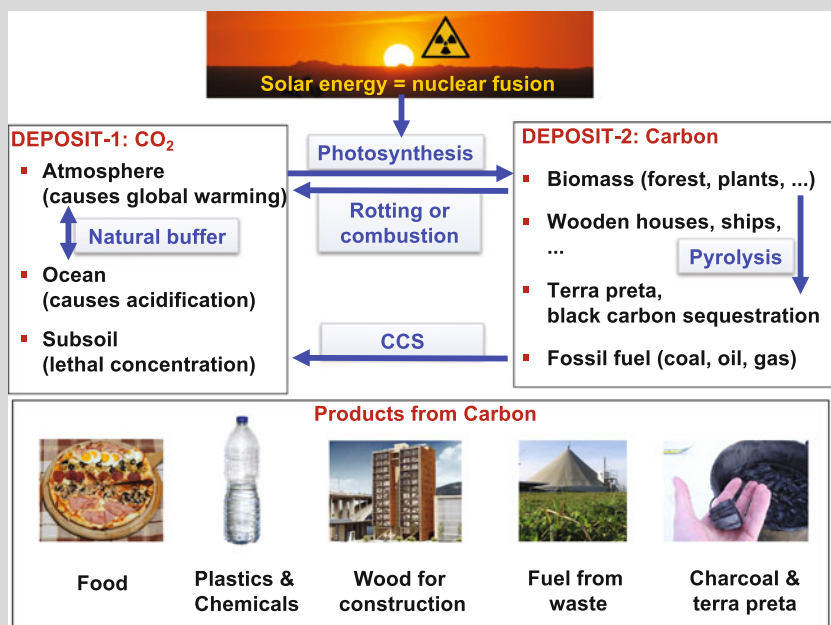 Solar energy = nuclear fusion
DEPOSIT-1: CO₂
▪ Atmosphere
(causes global warming)
Natural buffer
▪ Ocean
(causes acidification)
▪ Subsoil
(lethal concentration)
Photosynthesis
Rotting or
combustion
CCS
DEPOSIT-2: Carbon
▪ Biomass (forest, plants, ...)
▪ Wooden houses, ships,
...
Pyrolysis
▪ Terra preta,
black carbon sequestration
▪ Fossil fuel (coal, oil, gas)
Products from Carbon
Food
Plastics &
Chemicals
Wood for
construction
Fuel from
waste
Charcoal &
terra preta